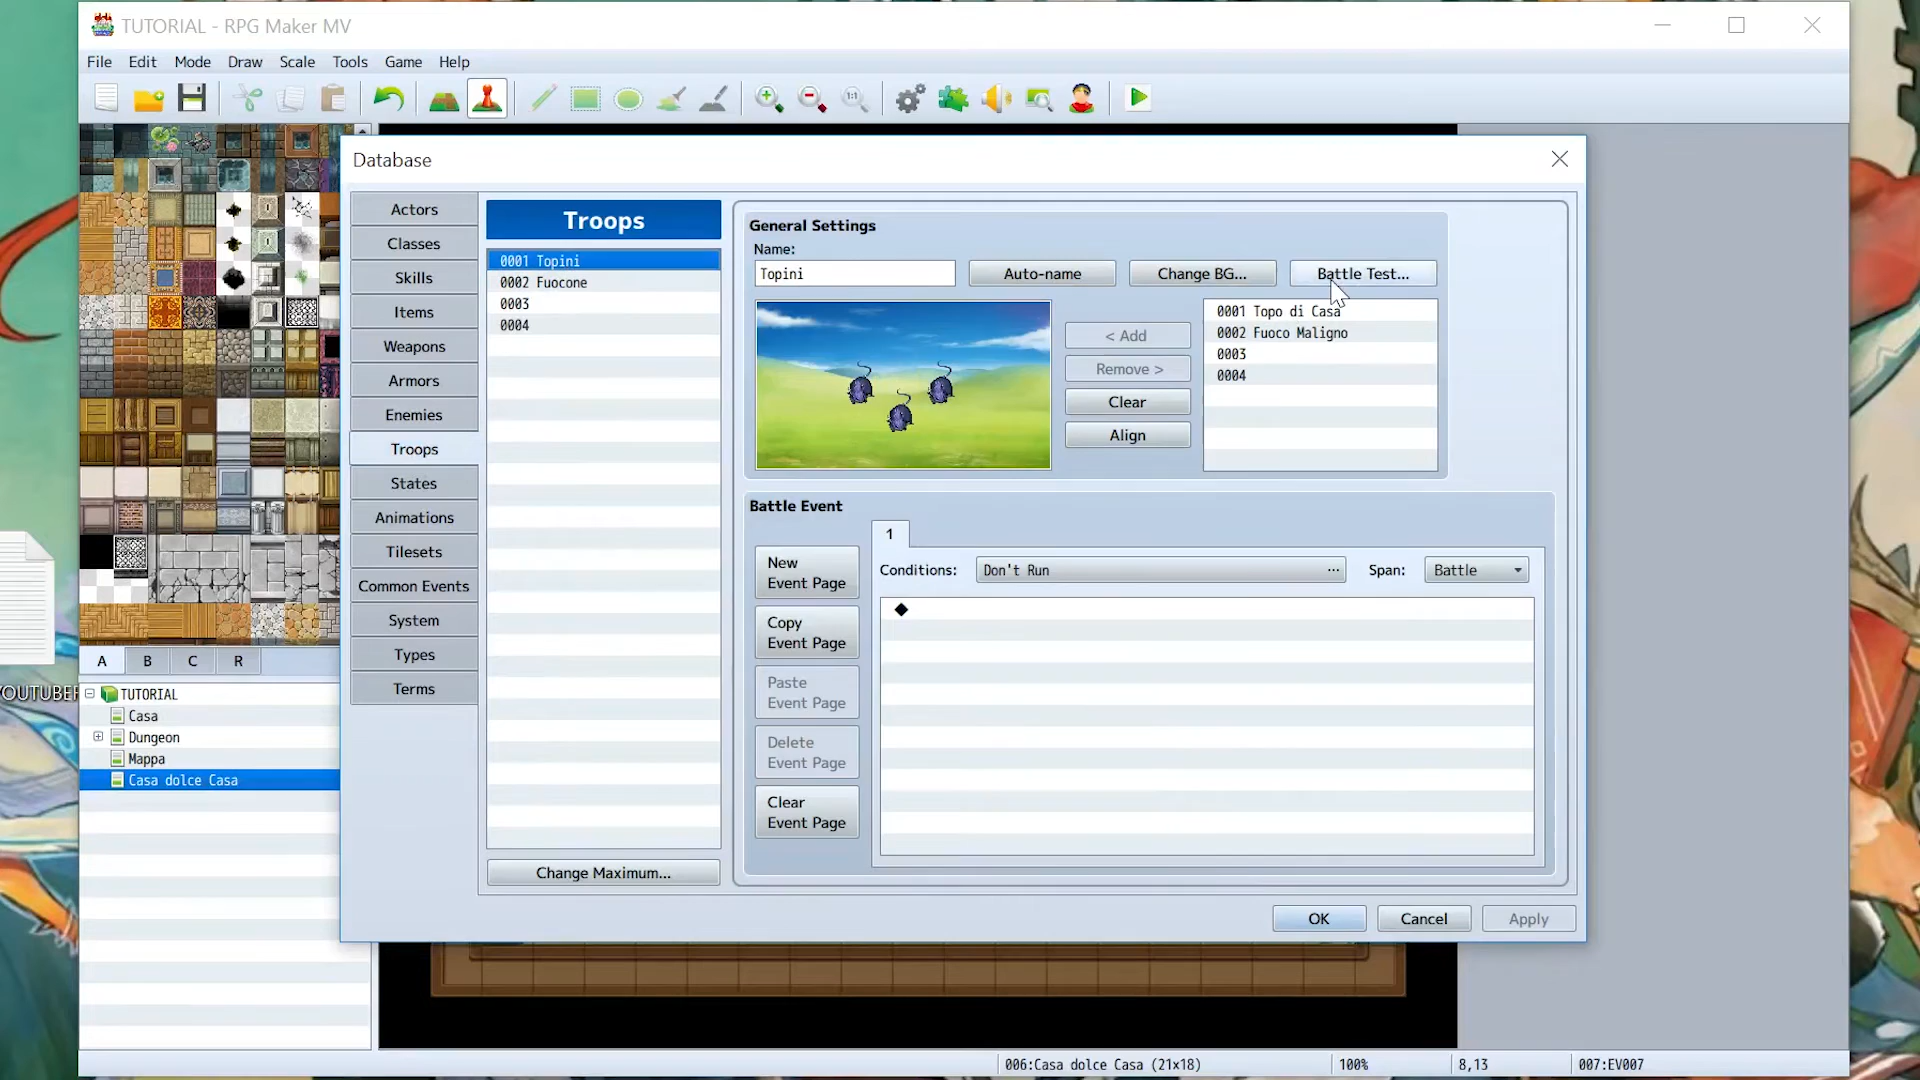 TUTORIAL - RPG Maker MV
File Edit Mode Draw Scale Tools Game Help
1:1
Database
Actors
Classes
Skills
Items
Weapons
Armors
Enemies
Troops
States
Animations
Tilesets
Common Events
System
Types
Terms
Troops
0001 Topini
0002 Fuocone
0003
0004
Change Maximum...
General Settings
Name:
Topini
Auto-name
Change BG...
Battle Test...
< Add
Remove >
Clear
Align
0001 Topo di Casa
0002 Fuoco Maligno
0003
0004
Battle Event
1
New
Event Page
Copy
Event Page
Paste
Event Page
Delete
Event Page
Clear
Event Page
Conditions: Don't Run ... Span: Battle
OK
Cancel
Apply
A B C R
TUTORIAL
Casa
Dungeon
Mappa
Casa dolce Casa
006:Casa dolce Casa (21x18) 100% 8,13 007:EV007